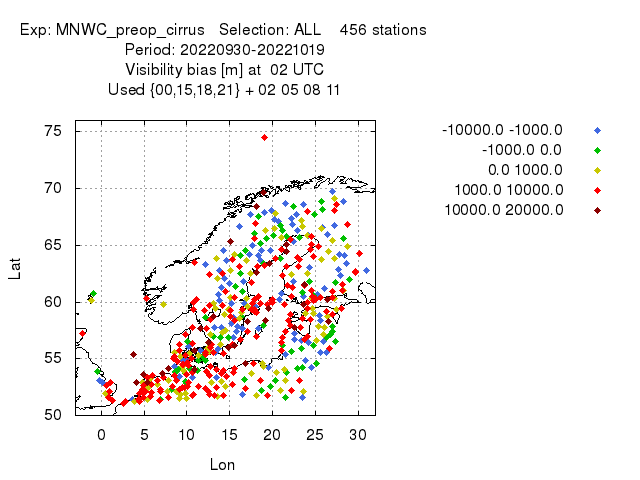 Exp: MNWC_preop_cirrus   Selection: ALL    456 stations
Period: 20220930-20221019
Visibility bias [m] at  02 UTC
Used {00,15,18,21} + 02 05 08 11
-10000.0 -1000.0
-1000.0 0.0
0.0 1000.0
1000.0 10000.0
10000.0 20000.0
75
70
65
60
55
50
Lat
0 5 10 15 20 25 30
Lon